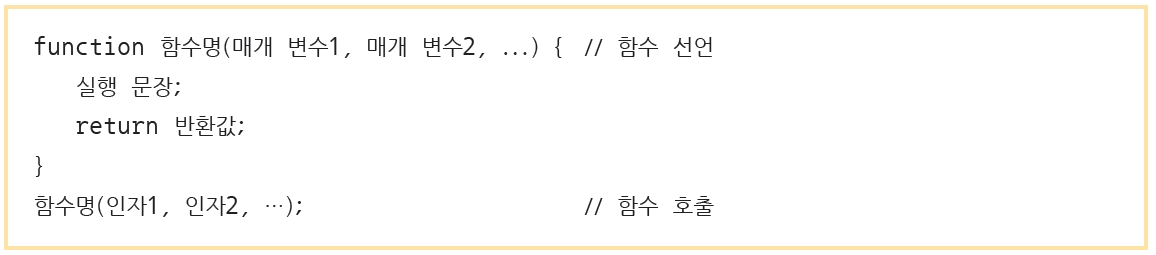 function 함수명(매개 변수1, 매개 변수2, ...) { // 함수 선언
실행 문장;
return 반환값;
}
함수명(인자1, 인자2, …); // 함수 호출